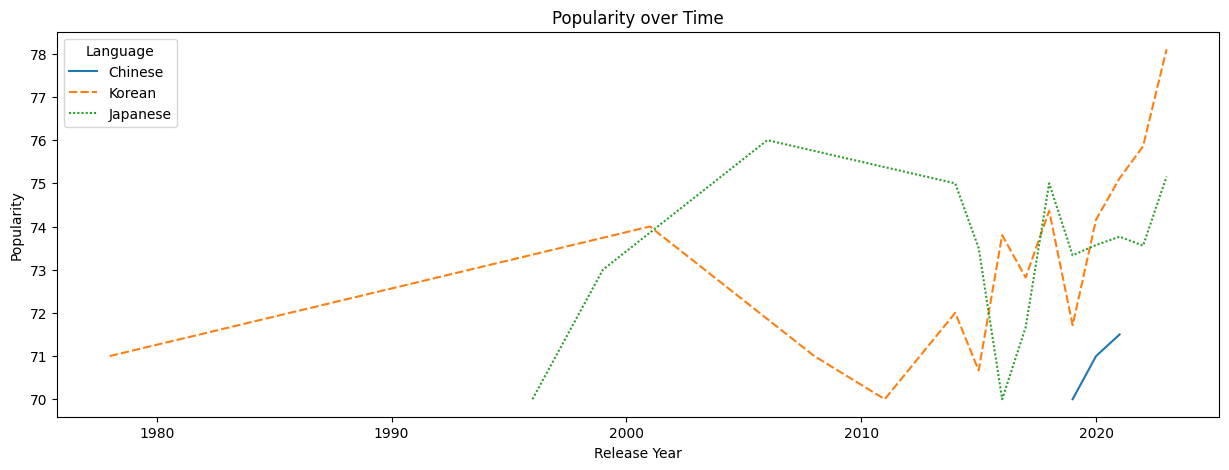 Popularity over Time
Language
Chinese
Korean
Japanese
Popularity
78
77
76
75
74
73
72
71
70
1980
1990
2000
2010
2020
Release Year